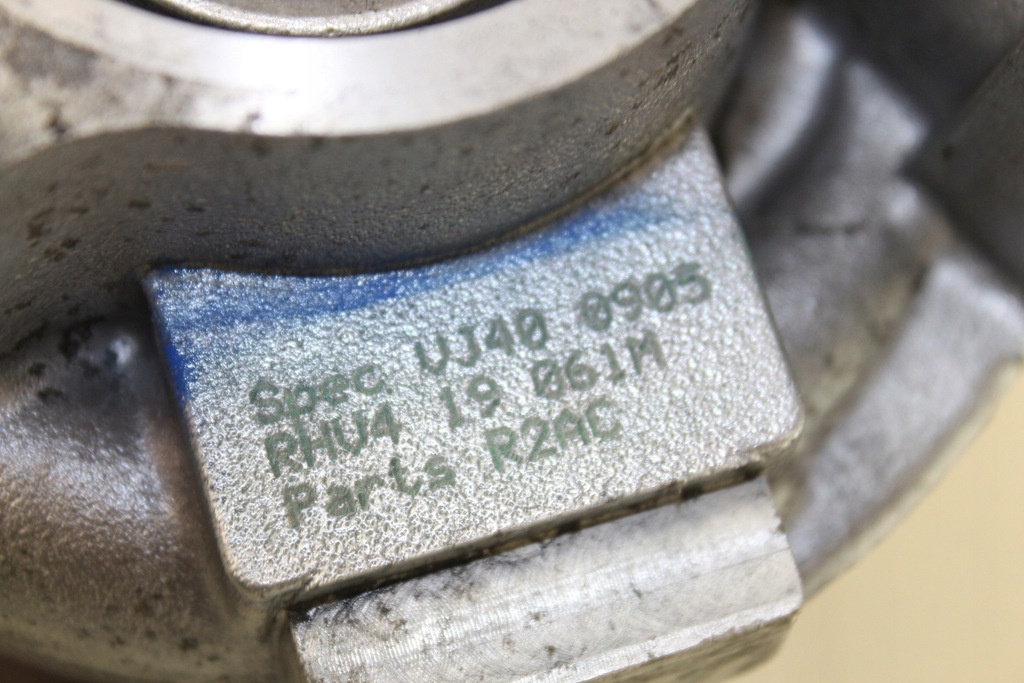 Spec VJ40 0905
RHV4 19 061M
Parts R2AC